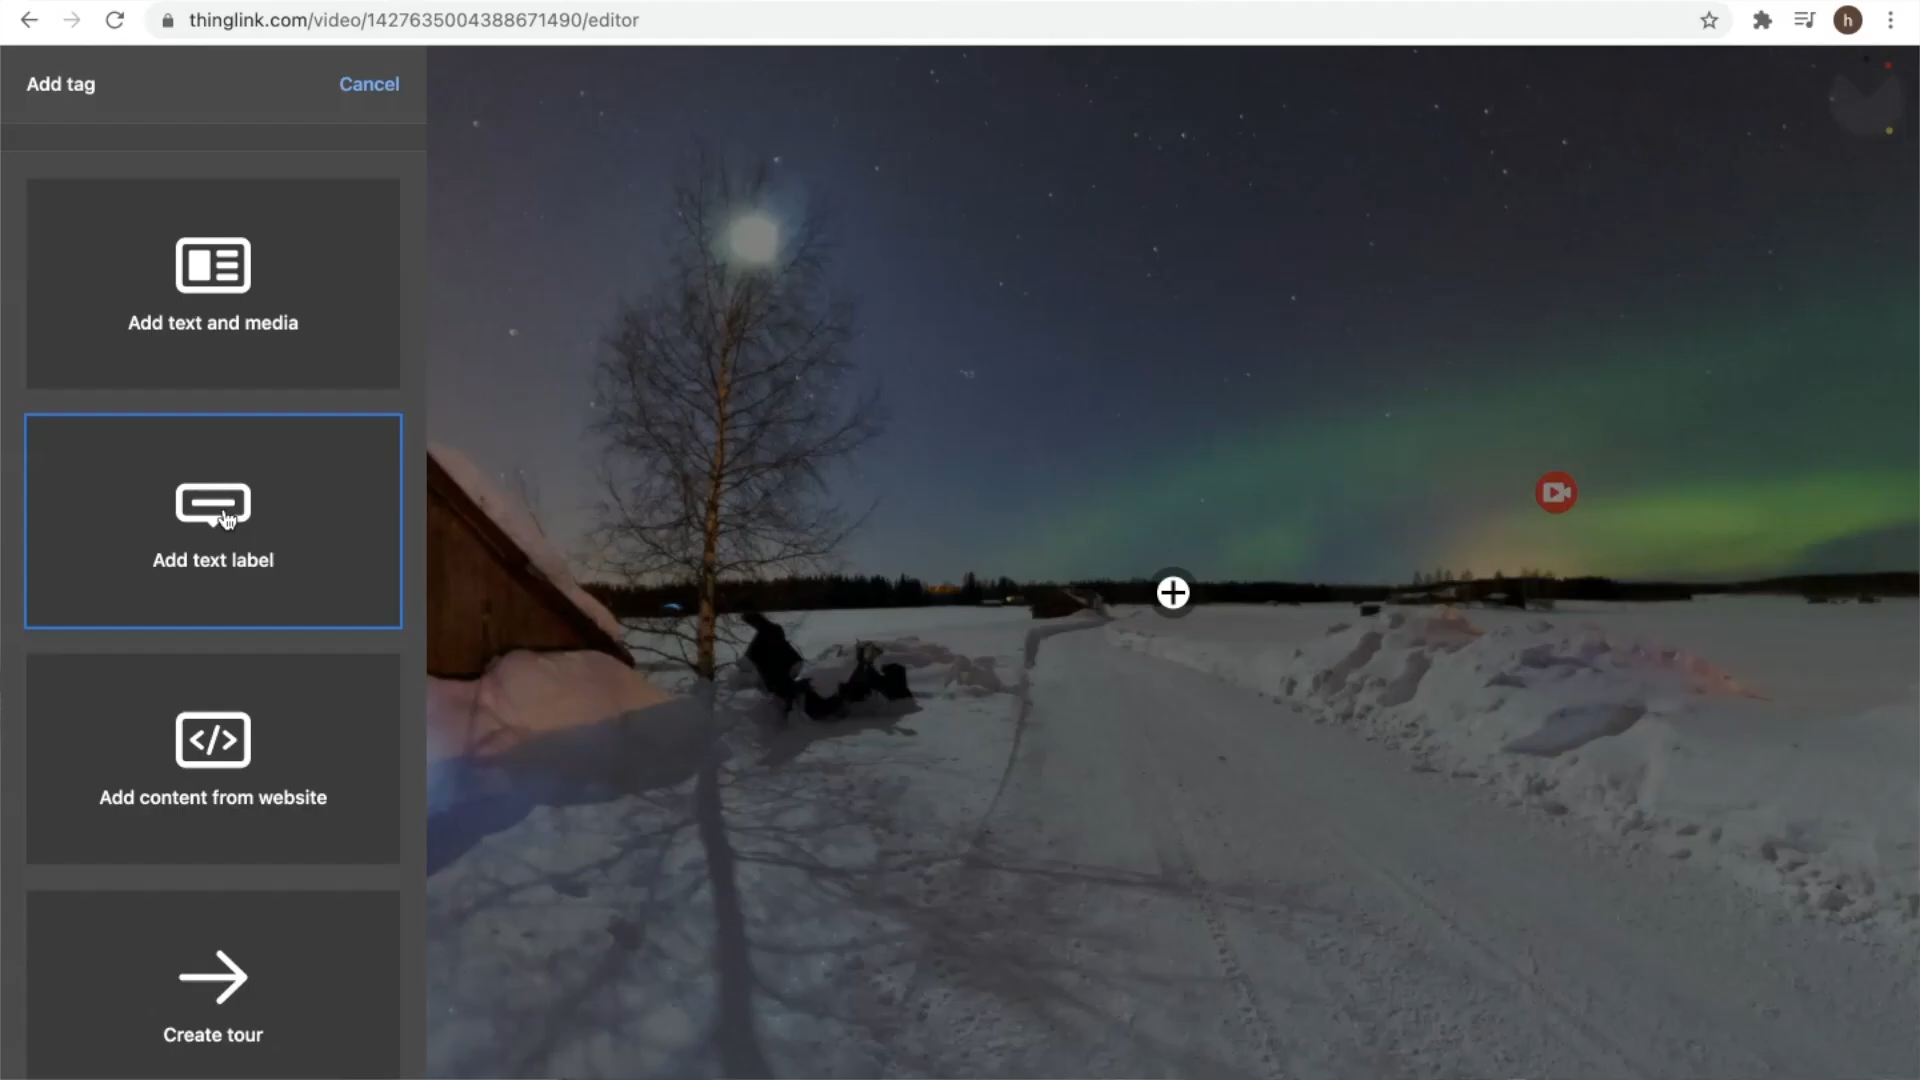 thinglink.com/video/1427635004388671490/editor
h
Add tag
Cancel
Add text and media
Add text label
</>
Add content from website
Create tour